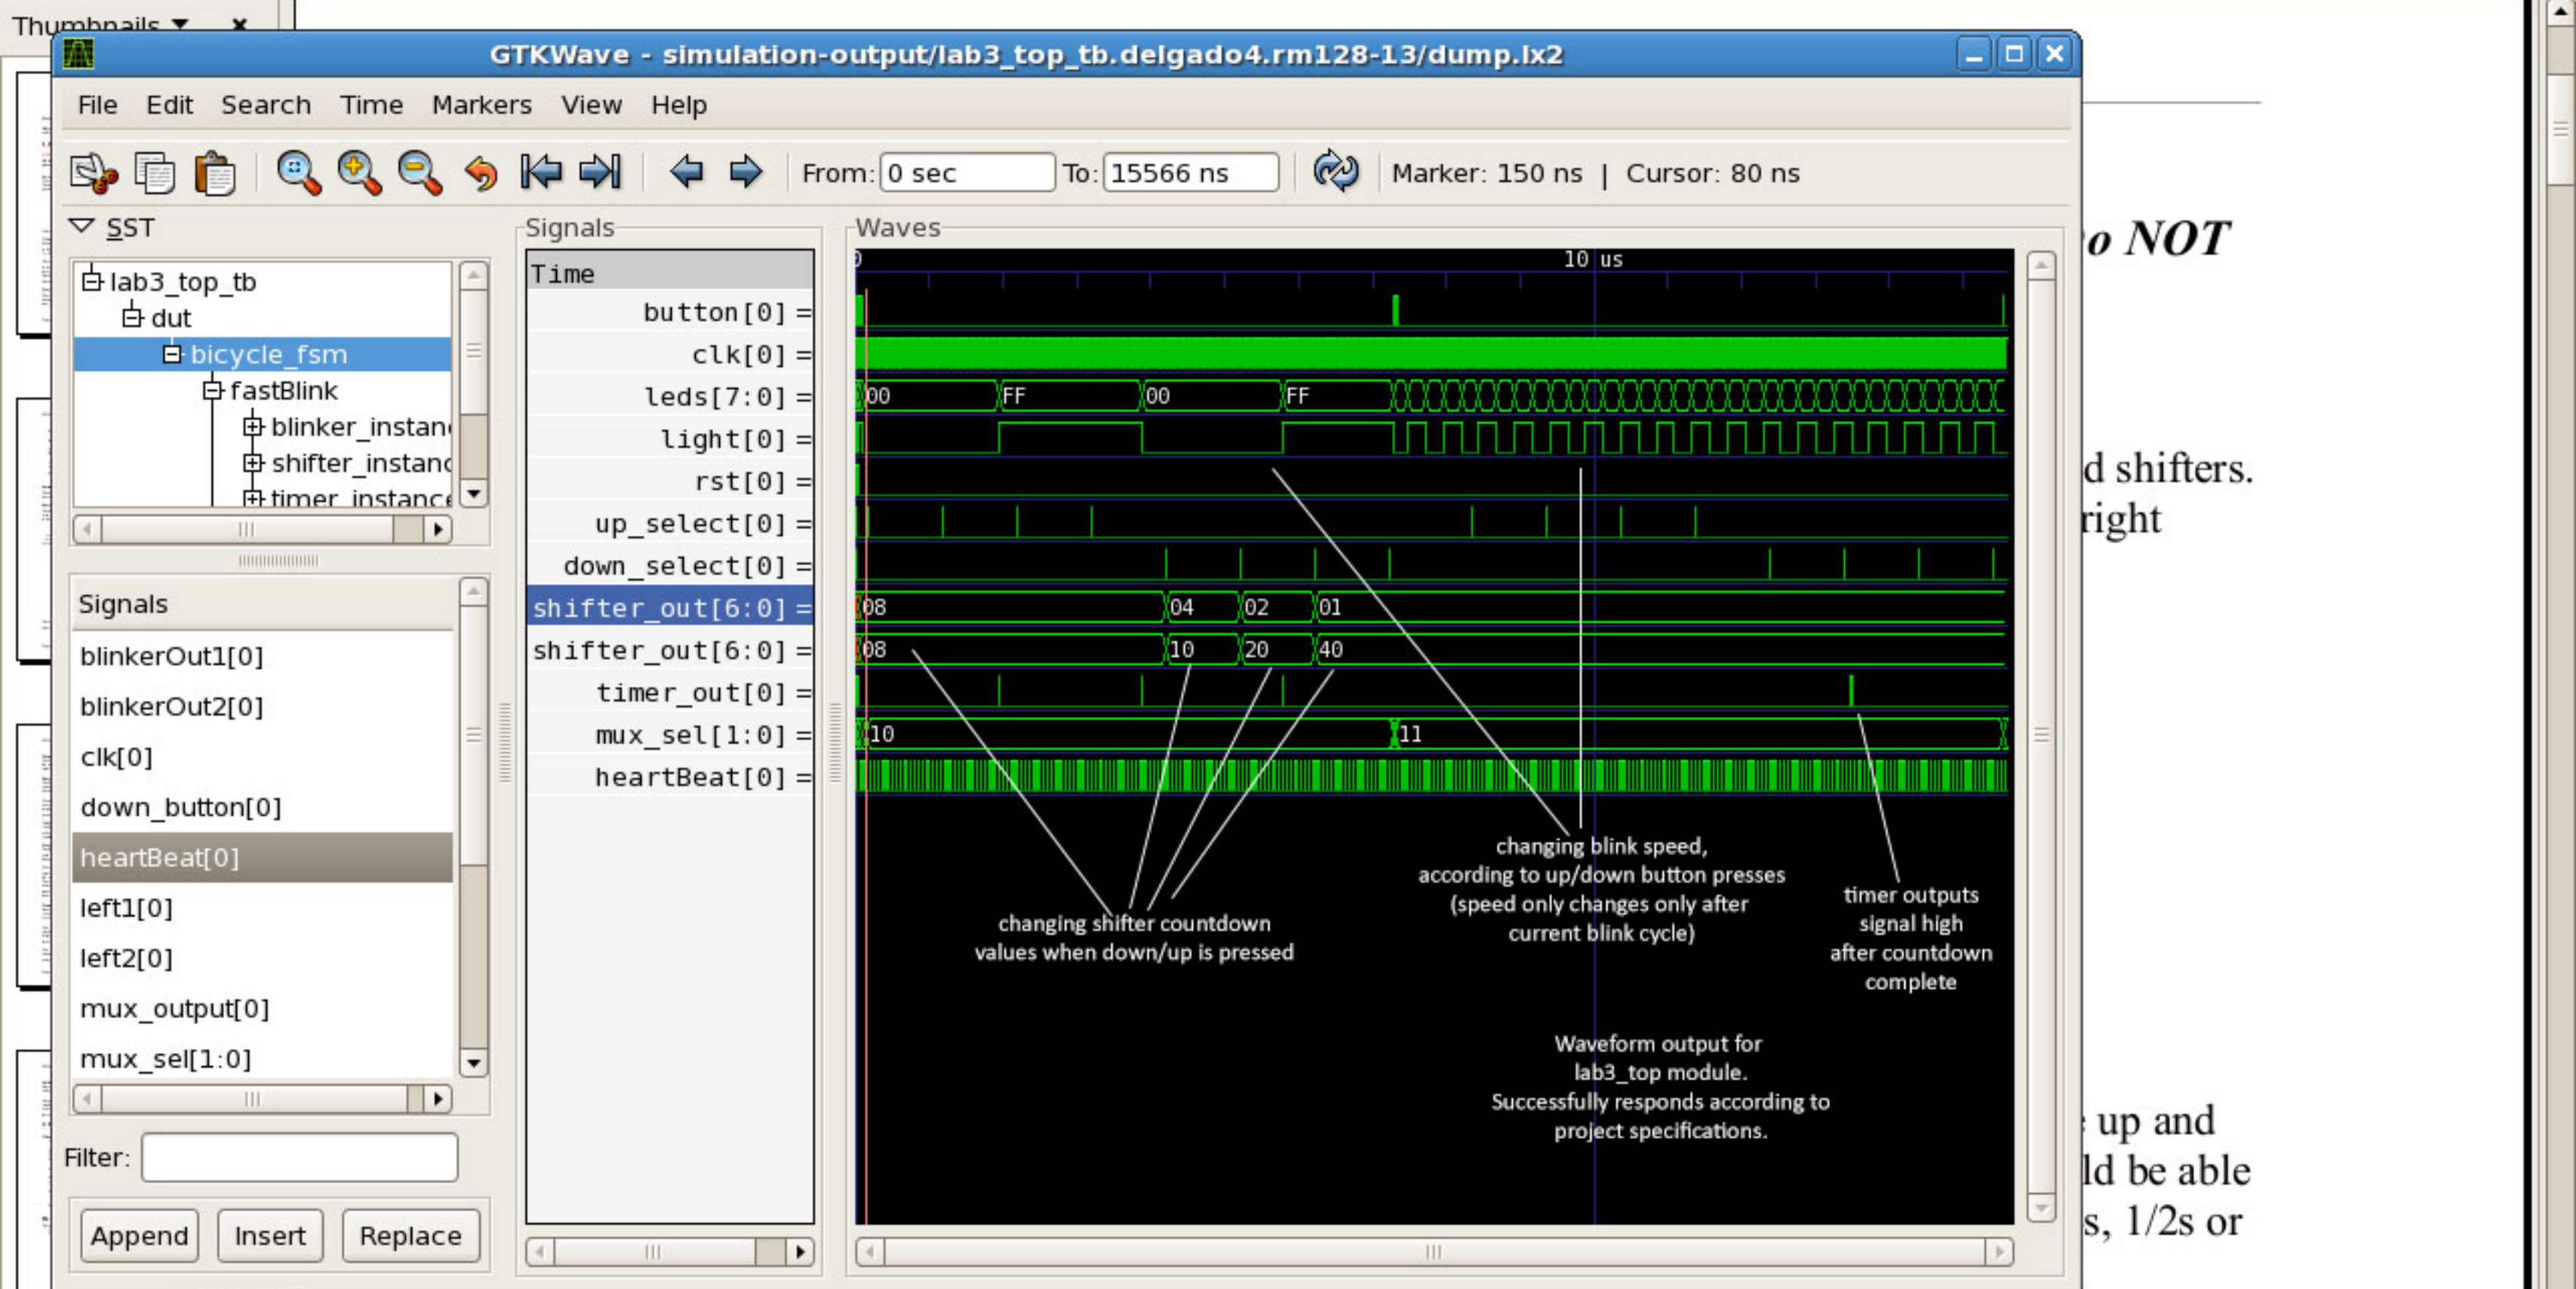 Thumbnails
GTKWave - simulation-output/lab3_top_tb.delgado4.rm128-13/dump.lx2
File Edit Search Time Markers View Help
From: 0 sec To: 15566 ns Marker: 150 ns | Cursor: 80 ns
SST
lab3_top_tb
dut
bicycle_fsm
fastBlink
blinker_instan
shifter_instanc
timer_instance
Signals
blinkerOut1[0]
blinkerOut2[0]
clk[0]
down_button[0]
heartBeat[0]
left1[0]
left2[0]
mux_output[0]
mux_sel[1:0]
Filter:
Append Insert Replace
Signals
Time
button[0] =
clk[0] =
leds[7:0] =
light[0] =
rst[0] =
up_select[0] =
down_select[0] =
shifter_out[6:0] =
shifter_out[6:0] =
timer_out[0] =
mux_sel[1:0] =
heartBeat[0] =
Waves
0 10 us
00 FF 00 FF
08 04 02 01
08 10 20 40
10 11
changing shifter countdown
values when down/up is pressed
changing blink speed,
according to up/down button presses
(speed only changes only after
current blink cycle)
timer outputs
signal high
after countdown
complete
Waveform output for
lab3_top module.
Successfully responds according to
project specifications.
o NOT
d shifters.
right
up and
ld be able
s, 1/2s or